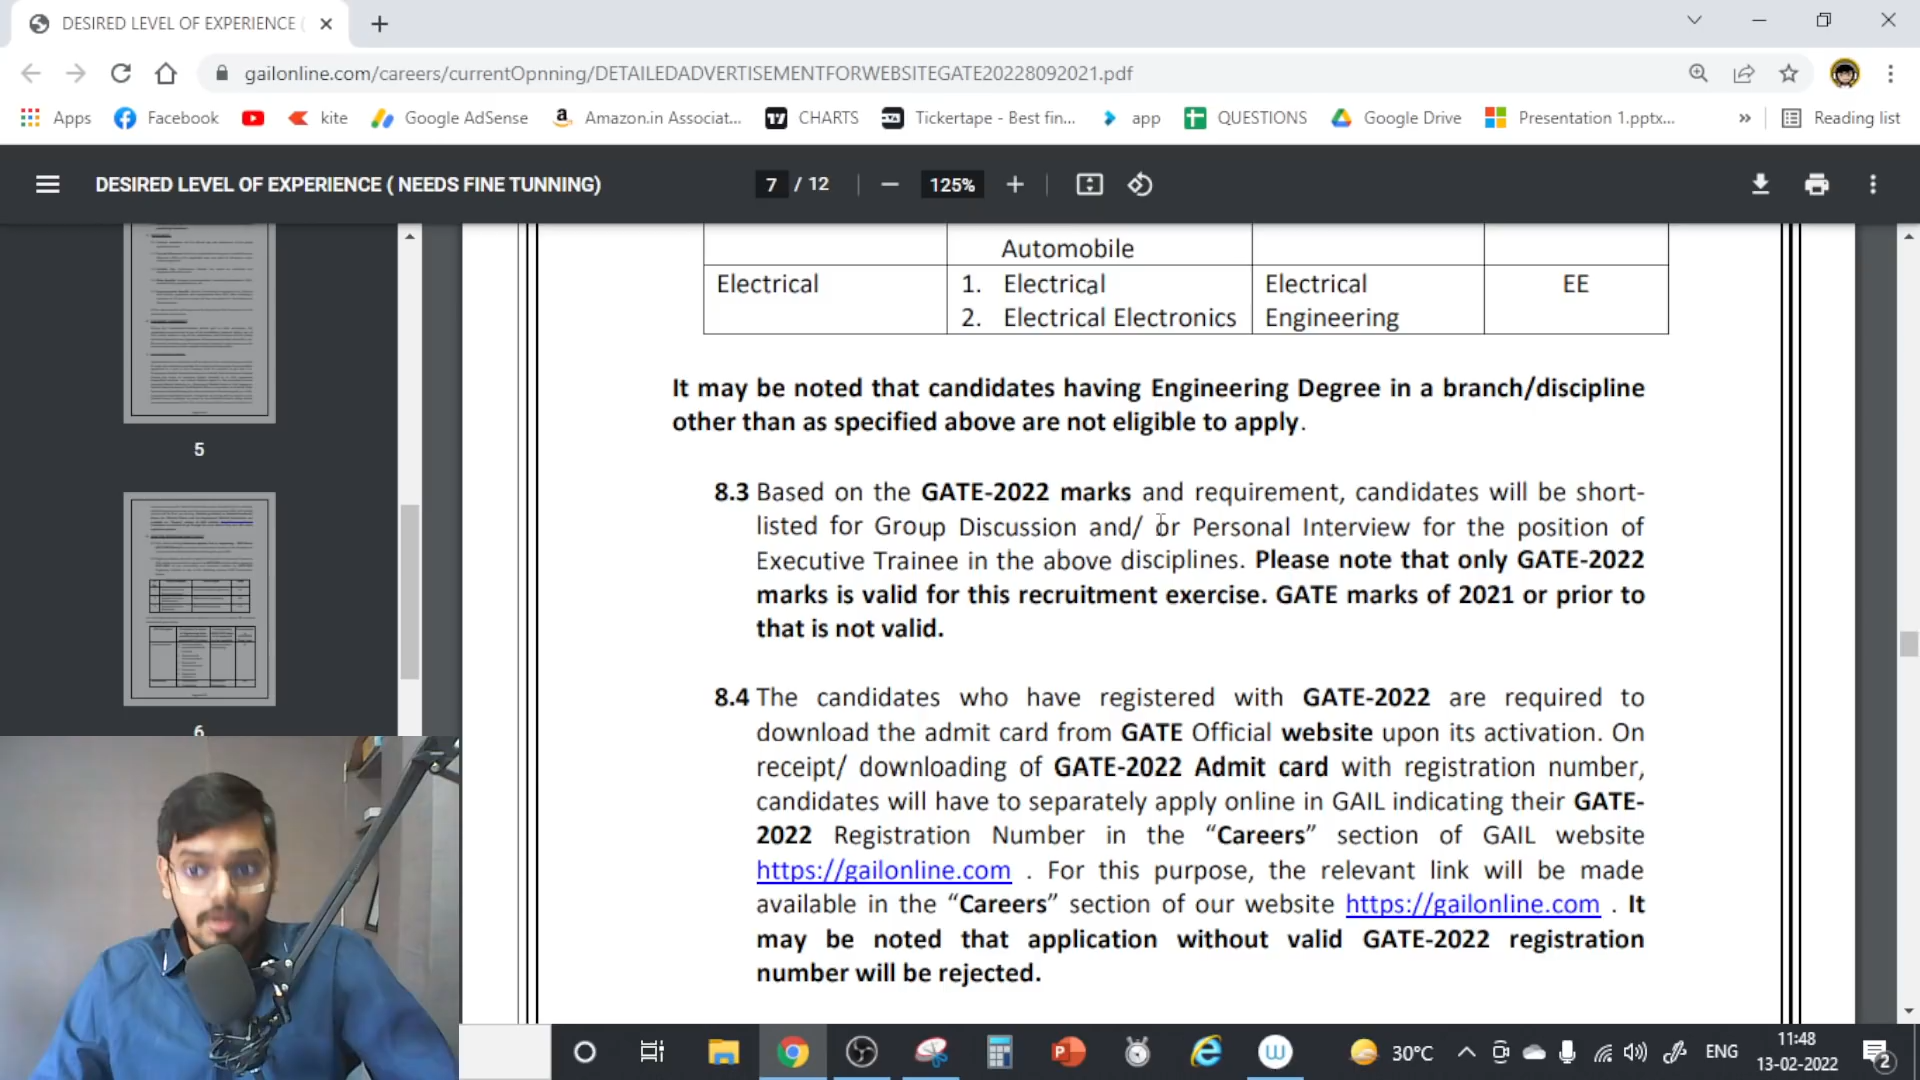 DESIRED LEVEL OF EXPERIENCE (
gailonline.com/careers/currentOpnning/DETAILEDADVERTISEMENTFORWEBSITEGATE20228092021.pdf
Apps Facebook kite Google AdSense Amazon.in Associat... CHARTS Tickertape - Best fin... app QUESTIONS Google Drive Presentation 1.pptx... » Reading list
DESIRED LEVEL OF EXPERIENCE ( NEEDS FINE TUNNING) 7 / 12 125%
5
6
Automobile
Electrical 1. Electrical Electrical EE
2. Electrical Electronics Engineering
It may be noted that candidates having Engineering Degree in a branch/discipline
other than as specified above are not eligible to apply.
8.3 Based on the GATE-2022 marks and requirement, candidates will be short-
listed for Group Discussion and/ or Personal Interview for the position of
Executive Trainee in the above disciplines. Please note that only GATE-2022
marks is valid for this recruitment exercise. GATE marks of 2021 or prior to
that is not valid.
8.4 The candidates who have registered with GATE-2022 are required to
download the admit card from GATE Official website upon its activation. On
receipt/ downloading of GATE-2022 Admit card with registration number,
candidates will have to separately apply online in GAIL indicating their GATE-
2022 Registration Number in the “Careers” section of GAIL website
https://gailonline.com . For this purpose, the relevant link will be made
available in the “Careers” section of our website https://gailonline.com . It
may be noted that application without valid GATE-2022 registration
number will be rejected.
30°C ENG 11:48
13-02-2022
2